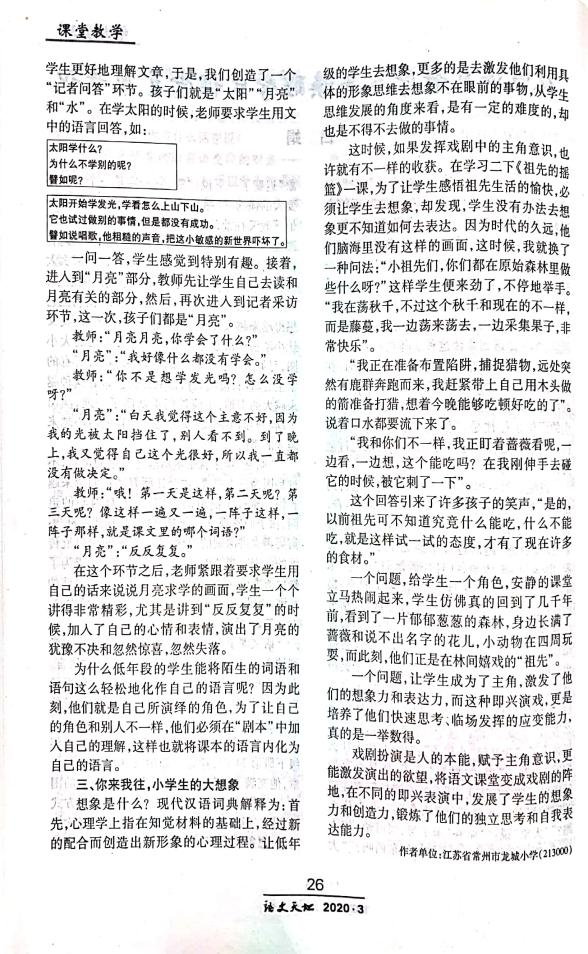 课堂教学
学生更好地理解文章,于是,我们创造了一个
“记者问答”环节。孩子们就是“太阳”“月亮”
和“水”。在学太阳的时候,老师要求学生用文
中的语言回答,如:
太阳学什么?
为什么不学别的呢?
譬如呢?
太阳开始学发光,学看怎么上山下山。
它也试过做别的事情,但是都没有成功。
譬如说唱歌,他粗糙的声音,把这小敏感的新世界吓坏了。
一问一答,学生感觉到特别有趣。接着,
进入到“月亮”部分,教师先让学生自己去读和
月亮有关的部分,然后,再次进入到记者采访
环节,这一次,孩子们都是“月亮”。
教师:“月亮月亮,你学会了什么?”
“月亮”:“我好像什么都没有学会。”
教师:“你不是想学发光吗?怎么没学
呀?”
“月亮”:“白天我觉得这个主意不好,因为
我的光被太阳挡住了,别人看不到。到了晚
上,我又觉得自己这个光很好,所以我一直都
没有做决定。”
教师:“哦!第一天是这样,第二天呢?第
三天呢?像这样一遍又一遍,一阵子这样,一
阵子那样,就是课文里的哪个词语?”
“月亮”:“反反复复。”
在这个环节之后,老师紧跟着要求学生用
自己的话来说说月亮求学的画面,学生一个个
讲得非常精彩,尤其是讲到“反反复复”的时
候,加入了自己的心情和表情,演出了月亮的
犹豫不决和忽然惊喜,忽然失落。
为什么低年段的学生能将陌生的词语和
语句这么轻松地化作自己的语言呢?因为此
刻,他们就是自己所演绎的角色,为了让自己
的角色和别人不一样,他们必须在“剧本”中加
入自己的理解,这样也就将课本的语言内化为
自己的语言。
三、你来我往,小学生的大想象
想象是什么?现代汉语词典解释为:首
先,心理学上指在知觉材料的基础上,经过新
的配合而创造出新形象的心理过程。让低年
级的学生去想象,更多的是去激发他们利用具
体的形象思维去想象不在眼前的事物,从学生
思维发展的角度来看,是有一定的难度的,却
也是不得不去做的事情。
这时候,如果发挥戏剧中的主角意识,也
许就有不一样的收获。在学习二下《祖先的摇
篮》一课,为了让学生感悟祖先生活的愉快,必
须让学生去想象,却发现,学生没有办法去想
象更不知道如何去表达。因为时代的久远,他
们脑海里没有这样的画面,这时候,我就换了
一种问法:“小祖先们,你们都在原始森林里做
些什么呀?”这样学生便来劲了,不停地举手。
“我在荡秋千,不过这个秋千和现在的不一样,
而是藤蔓,我一边荡来荡去,一边采集果子,非
常快乐”。
“我正在准备布置陷阱,捕捉猎物,远处突
然有鹿群奔跑而来,我赶紧带上自己用木头做
的箭准备打猎,想着今晚能够吃顿好吃的了”。
说着口水都要流下来了。
“我和你们不一样,我正盯着蔷薇看呢,一
边看,一边想,这个能吃吗?在我刚伸手去碰
它的时候,被它刺了一下”。
这个回答引来了许多孩子的笑声,“是的,
以前祖先可不知道究竟什么能吃,什么不能
吃,就是这样试一试的态度,才有了现在许多
的食材。”
一个问题,给学生一个角色,安静的课堂
立马热闹起来,学生仿佛真的回到了几千年
前,看到了一片郁郁葱葱的森林,身边长满了
蔷薇和说不出名字的花儿,小动物在四周玩
耍,而此刻,他们正是在林间嬉戏的“祖先”。
一个问题,让学生成为了主角,激发了他
们的想象力和表达力,而这种即兴演戏,更是
培养了他们快速思考、临场发挥的应变能力,
真的是一举数得。
戏剧扮演是人的本能,赋予主角意识,更
能激发演出的欲望,将语文课堂变成戏剧的阵
地,在不同的即兴表演中,发展了学生的想象
力和创造力,锻炼了他们的独立思考和自我表
达能力。
作者单位:江苏省常州市龙城小学(213000)
26
语文天地 2020·3